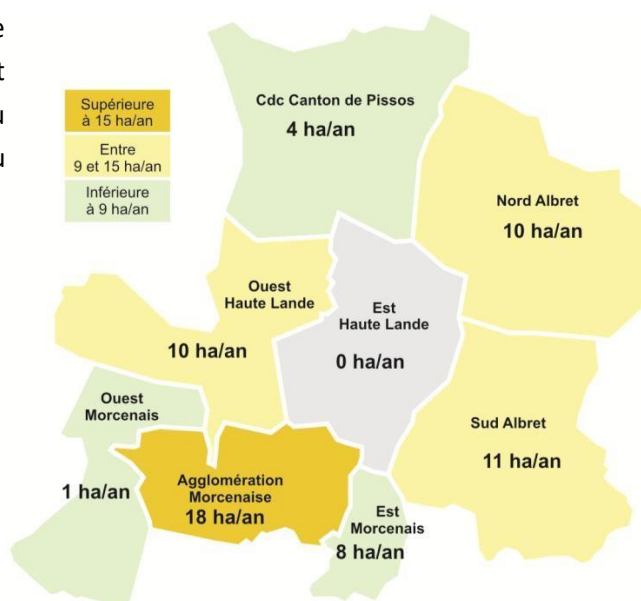 e
t
u
u
Supérieure
à 15 ha/an
Entre
9 et 15 ha/an
Inférieure
à 9 ha/an
Cdc Canton de Pissos
4 ha/an
Nord Albret
10 ha/an
Ouest
Haute Lande
10 ha/an
Est
Haute Lande
0 ha/an
Ouest
Morcenais
1 ha/an
Sud Albret
11 ha/an
Agglomération
Morcenaise
18 ha/an
Est
Morcenais
8 ha/an